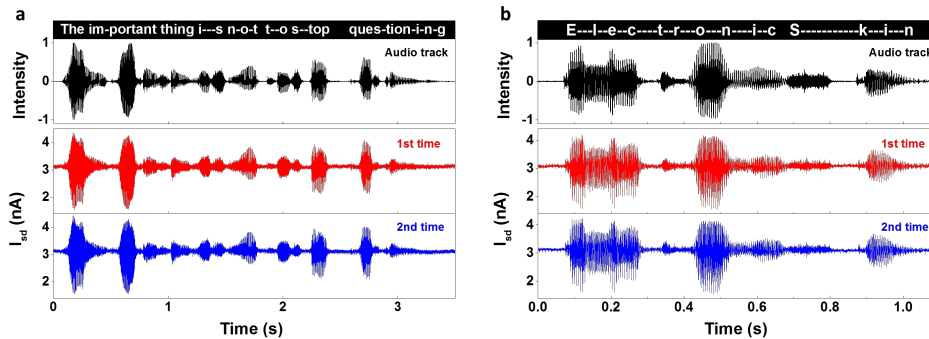 a
The im-portant thing i---s n-o-t t--o s--top ques-tion-i-n-g
Audio track
Intensity
1
0
-1
1st time
4
3
2
2nd time
4
3
2
I_sd (nA)
0 1 2 3
Time (s)
b
E---l--e--c----t--r---o---n----i--c S-----------k---i---n
Audio track
Intensity
1
0
-1
1st time
4
3
2
2nd time
4
3
2
I_sd (nA)
0.0 0.2 0.4 0.6 0.8 1.0
Time (s)